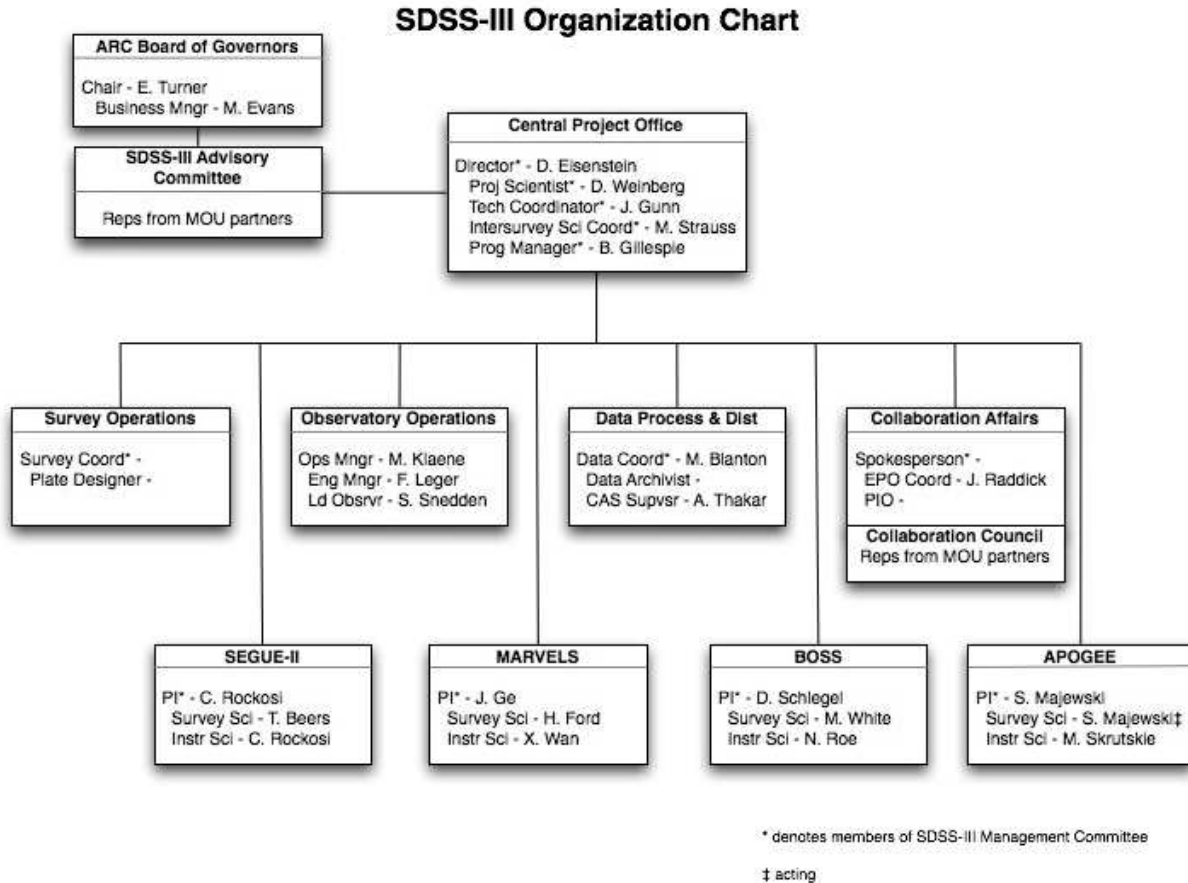 SDSS-III Organization Chart
ARC Board of Governors
Chair - E. Turner
Business Mngr - M. Evans
SDSS-III Advisory
Committee
Reps from MOU partners
Central Project Office
Director* - D. Eisenstein
Proj Scientist* - D. Weinberg
Tech Coordinator* - J. Gunn
Intersurvey Sci Coord* - M. Strauss
Prog Manager* - B. Gillespie
Survey Operations
Survey Coord* -
Plate Designer -
Observatory Operations
Ops Mngr - M. Klaene
Eng Mngr - F. Leger
Ld Obsrvr - S. Snedden
Data Process & Dist
Data Coord* - M. Blanton
Data Archivist -
CAS Supvsr - A. Thakar
Collaboration Affairs
Spokesperson* -
EPO Coord - J. Raddick
PIO -
Collaboration Council
Reps from MOU partners
SEGUE-II
PI* - C. Rockosi
Survey Sci - T. Beers
Instr Sci - C. Rockosi
MARVELS
PI* - J. Ge
Survey Sci - H. Ford
Instr Sci - X. Wan
BOSS
PI* - D. Schlegel
Survey Sci - M. White
Instr Sci - N. Roe
APOGEE
PI* - S. Majewski
Survey Sci - S. Majewski‡
Instr Sci - M. Skrutskie
* denotes members of SDSS-III Management Committee
‡ acting